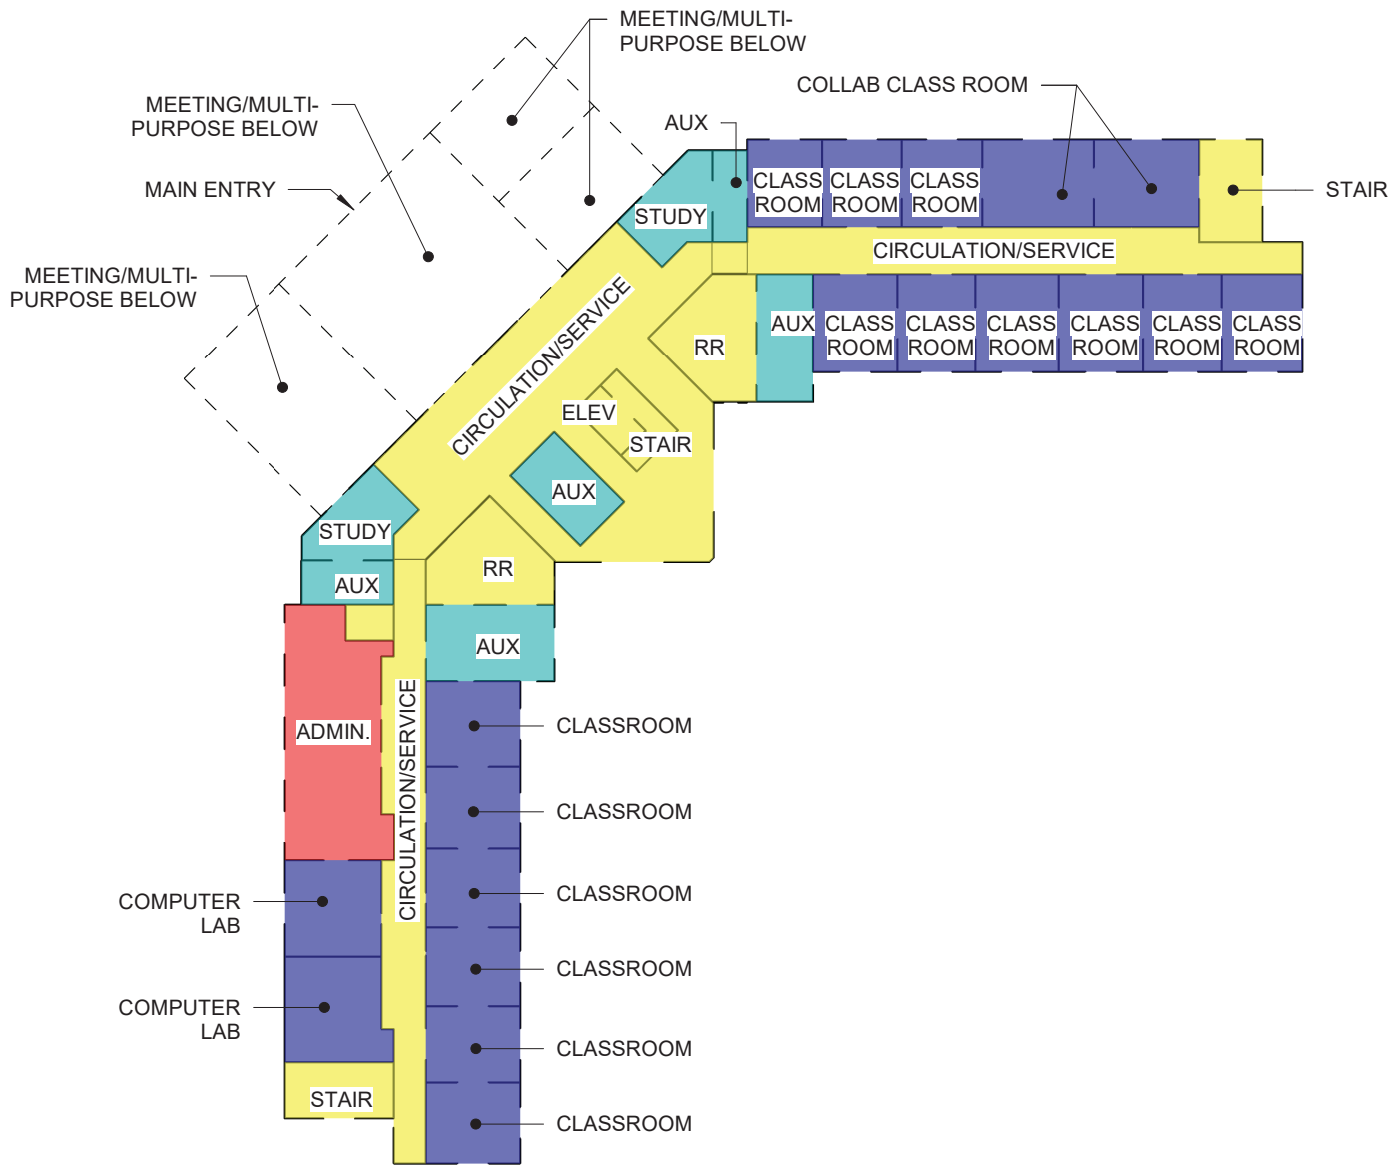 MEETING/MULTI-
PURPOSE BELOW
MEETING/MULTI-
PURPOSE BELOW
COLLAB CLASS ROOM
AUX
MAIN ENTRY
CLASS
ROOM
CLASS
ROOM
CLASS
ROOM
STAIR
STUDY
CIRCULATION/SERVICE
MEETING/MULTI-
PURPOSE BELOW
CIRCULATION/SERVICE
RR
AUX
CLASS
ROOM
CLASS
ROOM
CLASS
ROOM
CLASS
ROOM
CLASS
ROOM
CLASS
ROOM
ELEV
STAIR
AUX
STUDY
RR
AUX
AUX
ADMIN.
CIRCULATION/SERVICE
CLASSROOM
CLASSROOM
COMPUTER
LAB
CLASSROOM
CLASSROOM
COMPUTER
LAB
CLASSROOM
STAIR
CLASSROOM